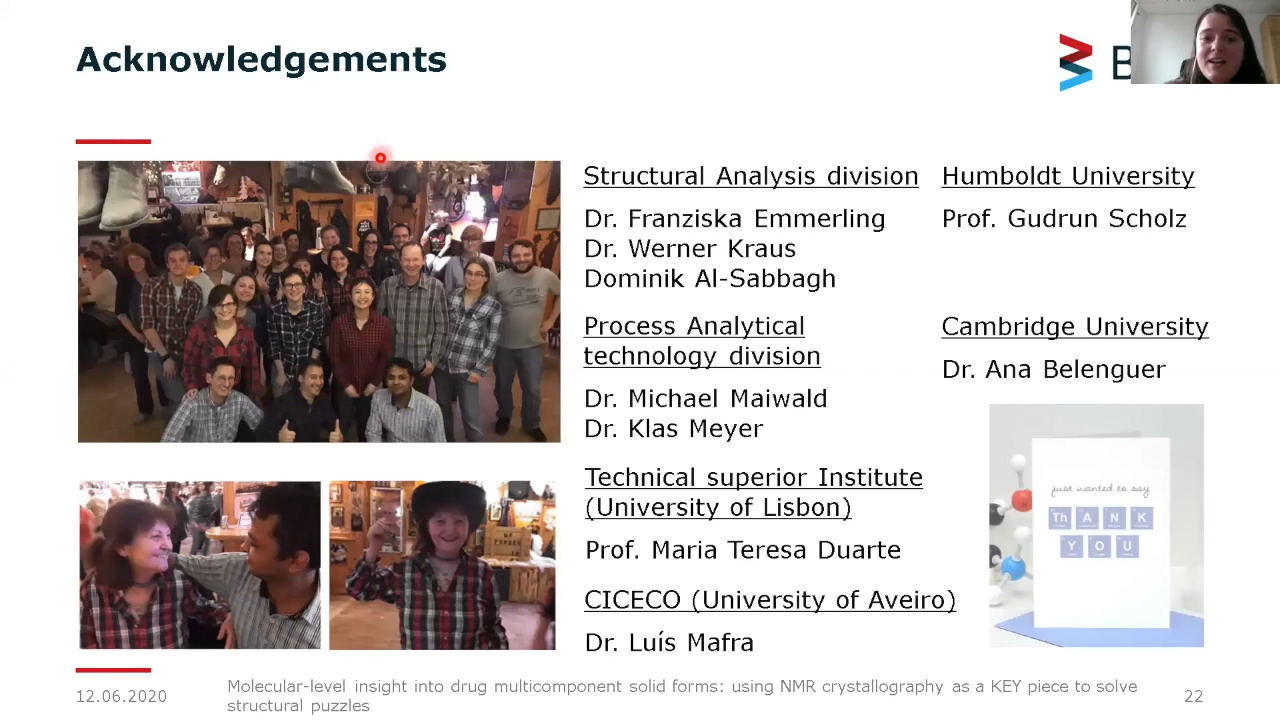 Acknowledgements
B
Structural Analysis division
Dr. Franziska Emmerling
Dr. Werner Kraus
Dominik Al-Sabbagh
Process Analytical
technology division
Dr. Michael Maiwald
Dr. Klas Meyer
Technical superior Institute
(University of Lisbon)
Prof. Maria Teresa Duarte
CICECO (University of Aveiro)
Dr. Luís Mafra
Humboldt University
Prof. Gudrun Scholz
Cambridge University
Dr. Ana Belenguer
just wanted to say
Th A N K
Y O U
12.06.2020
Molecular-level insight into drug multicomponent solid forms: using NMR crystallography as a KEY piece to solve
structural puzzles
22